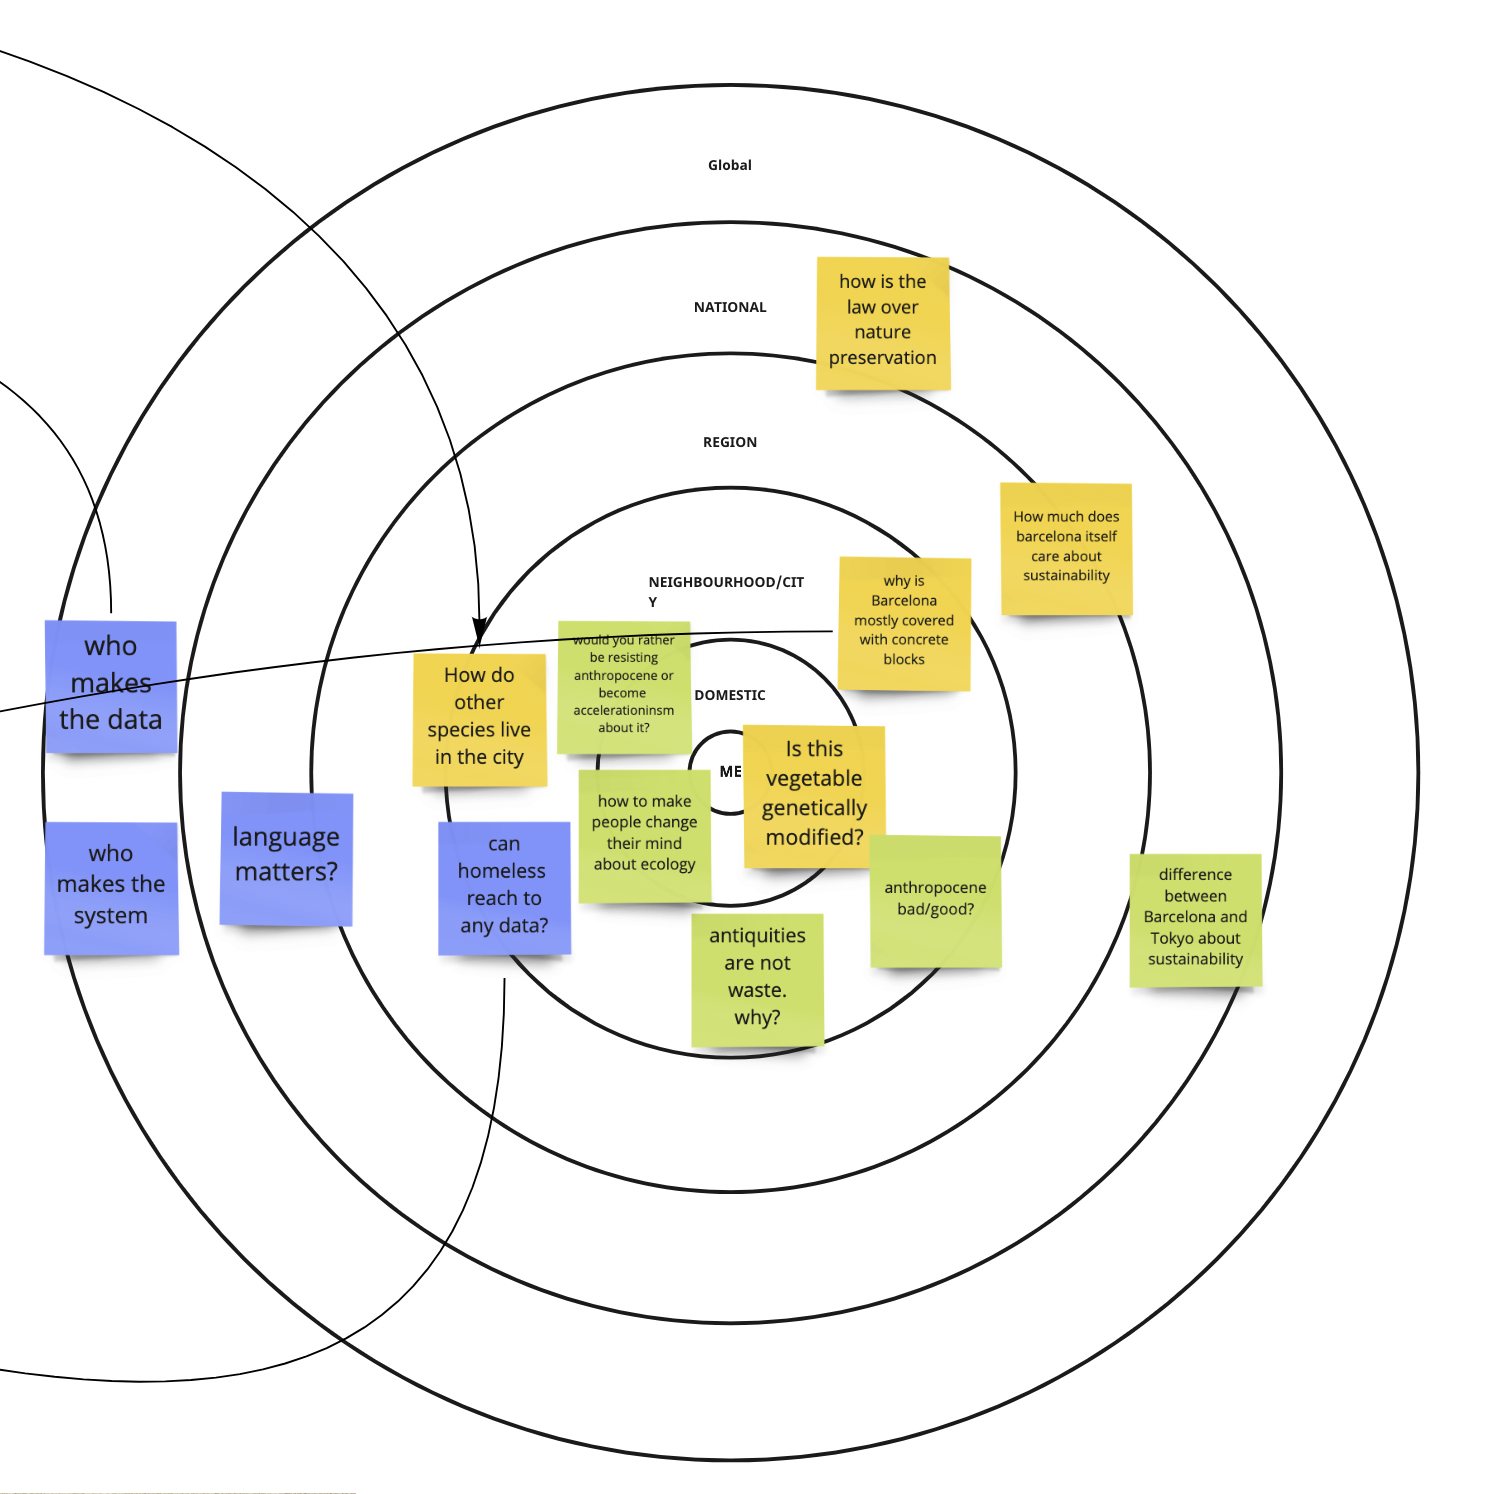 Global
how is the
law over
nature
preservation
NATIONAL
REGION
How much does
barcelona itself
care about
sustainability
NEIGHBOURHOOD/CIT
Y
why is
Barcelona
mostly covered
with concrete
blocks
who
makes
the data
How do
other
species live
in the city
would you rather
be resisting
anthropocene or
become
accelerationinsm
about it?
DOMESTIC
ME
Is this
vegetable
genetically
modified?
how to make
people change
their mind
about ecology
language
matters?
who
makes the
system
can
homeless
reach to
any data?
anthropocene
bad/good?
difference
between
Barcelona and
Tokyo about
sustainability
antiquities
are not
waste.
why?